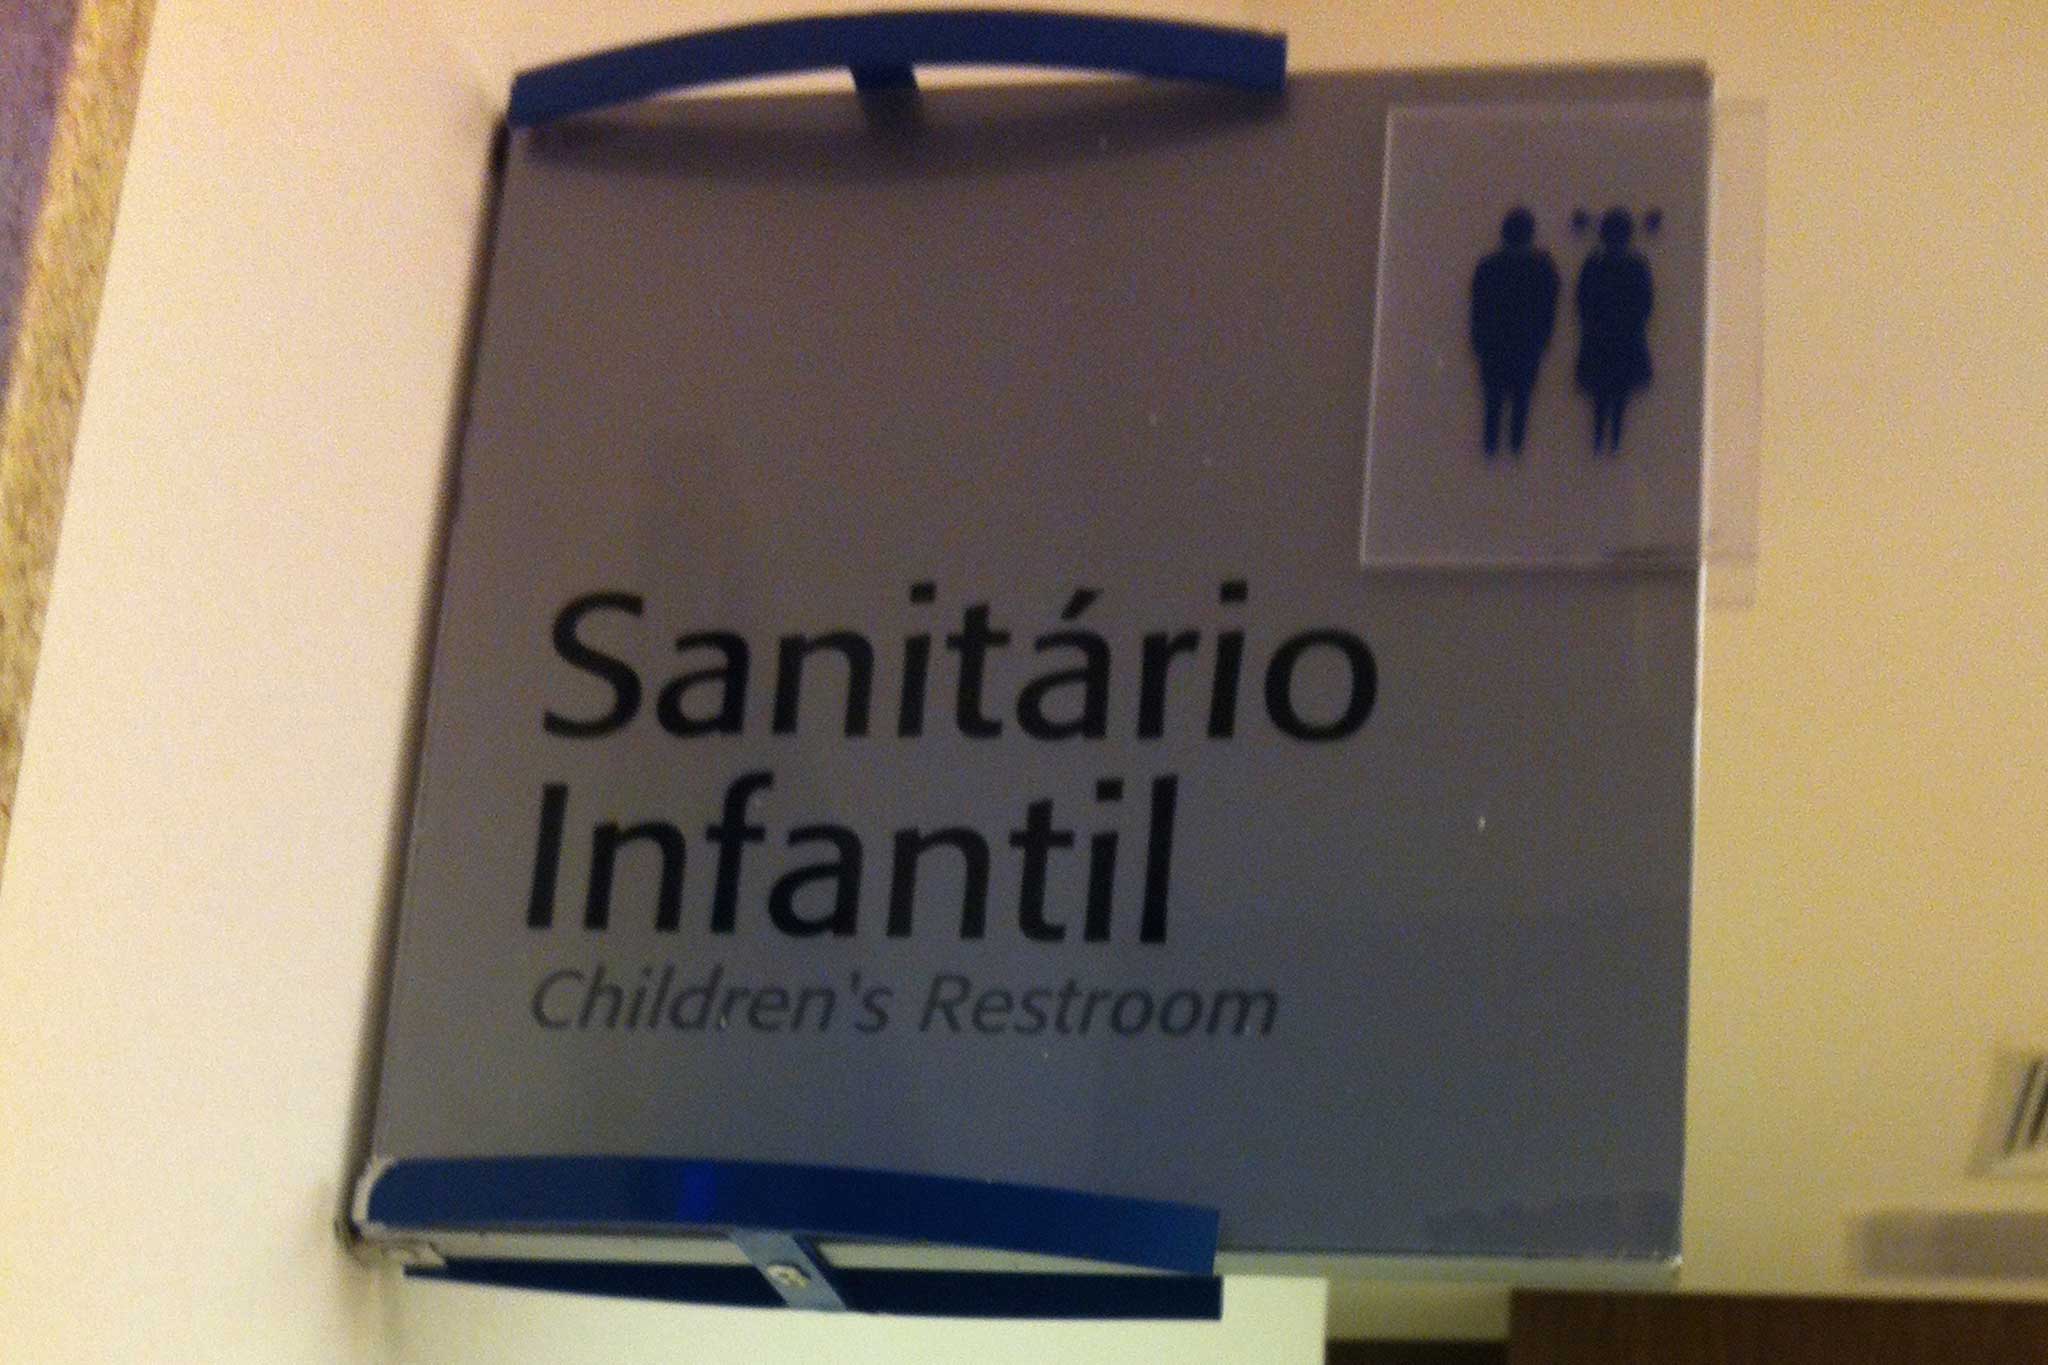 Sanitário
Infantil
Children's Restroom